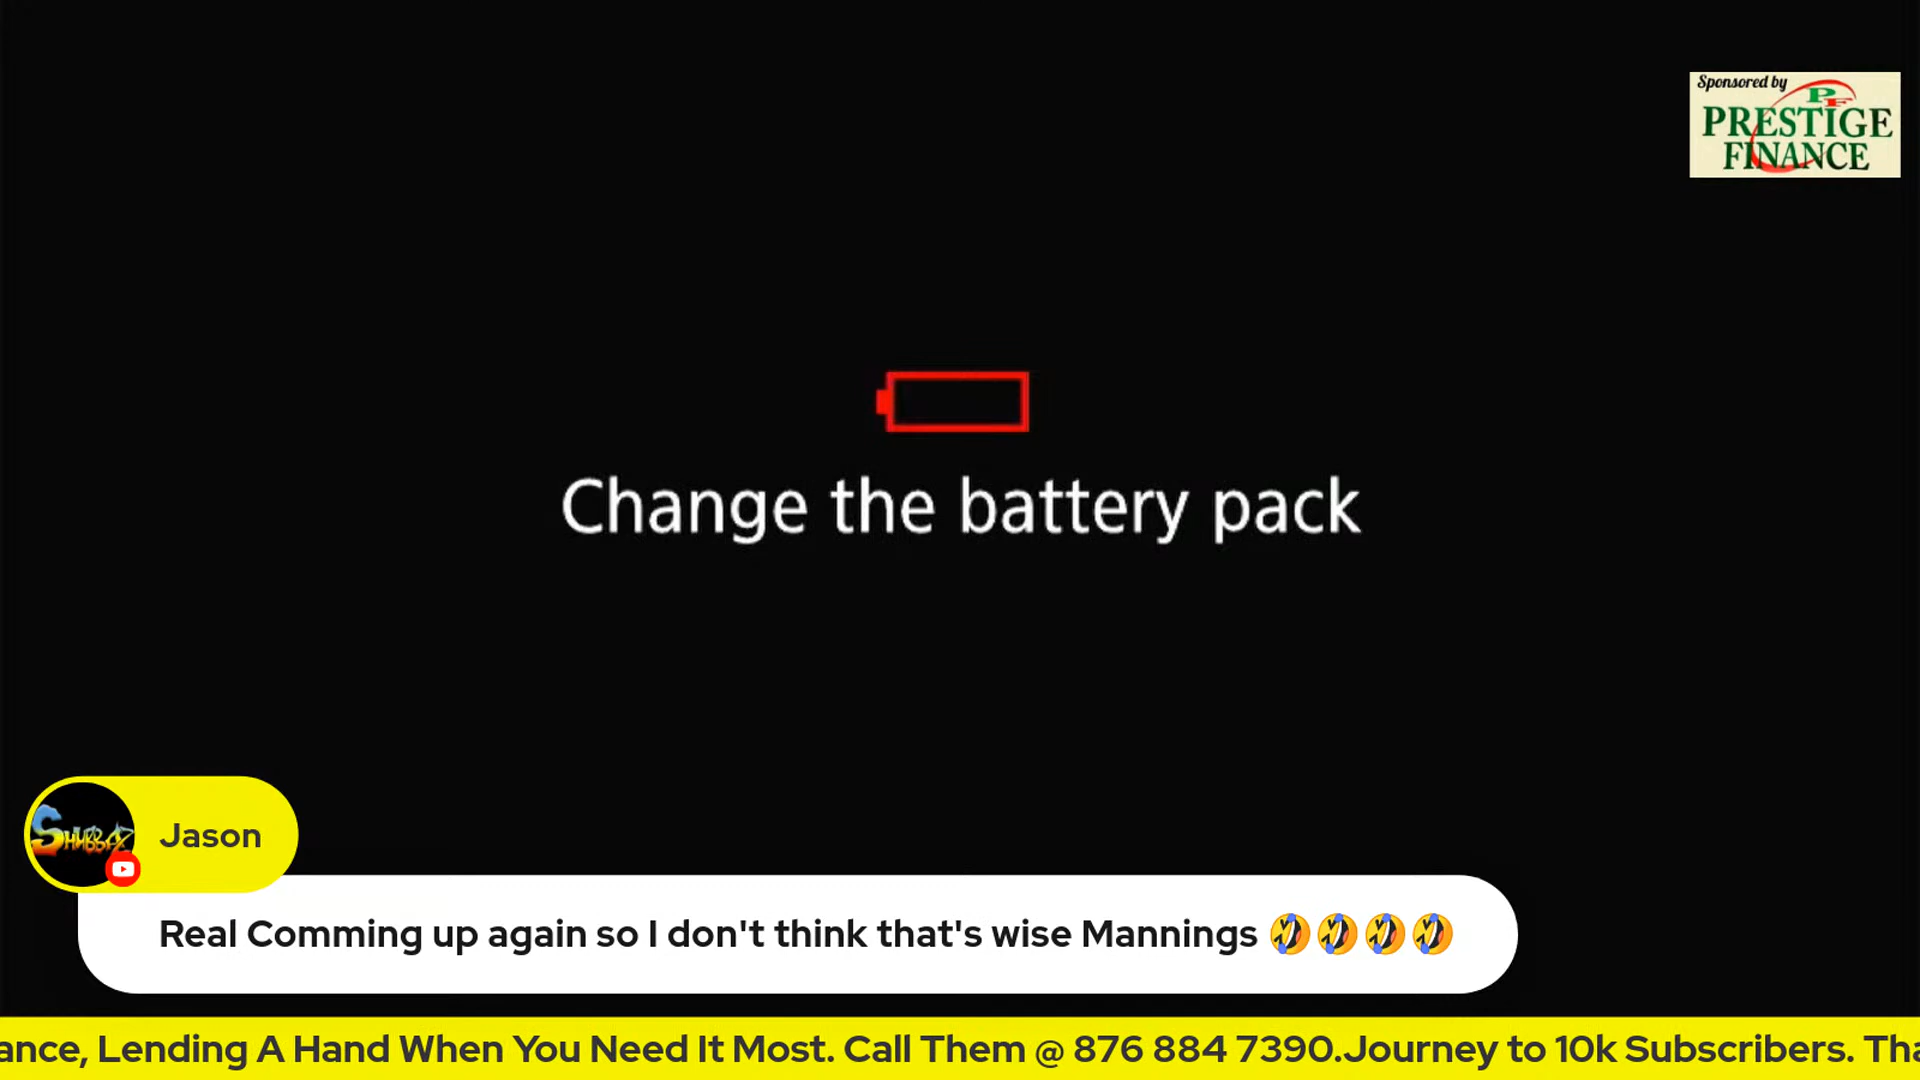 Sponsored by
PF
PRESTIGE
FINANCE
Change the battery pack
SHUBBAZ
Jason
Real Comming up again so I don't think that's wise Mannings 🤣🤣🤣🤣
ance, Lending A Hand When You Need It Most. Call Them @ 876 884 7390.Journey to 10k Subscribers. Tha